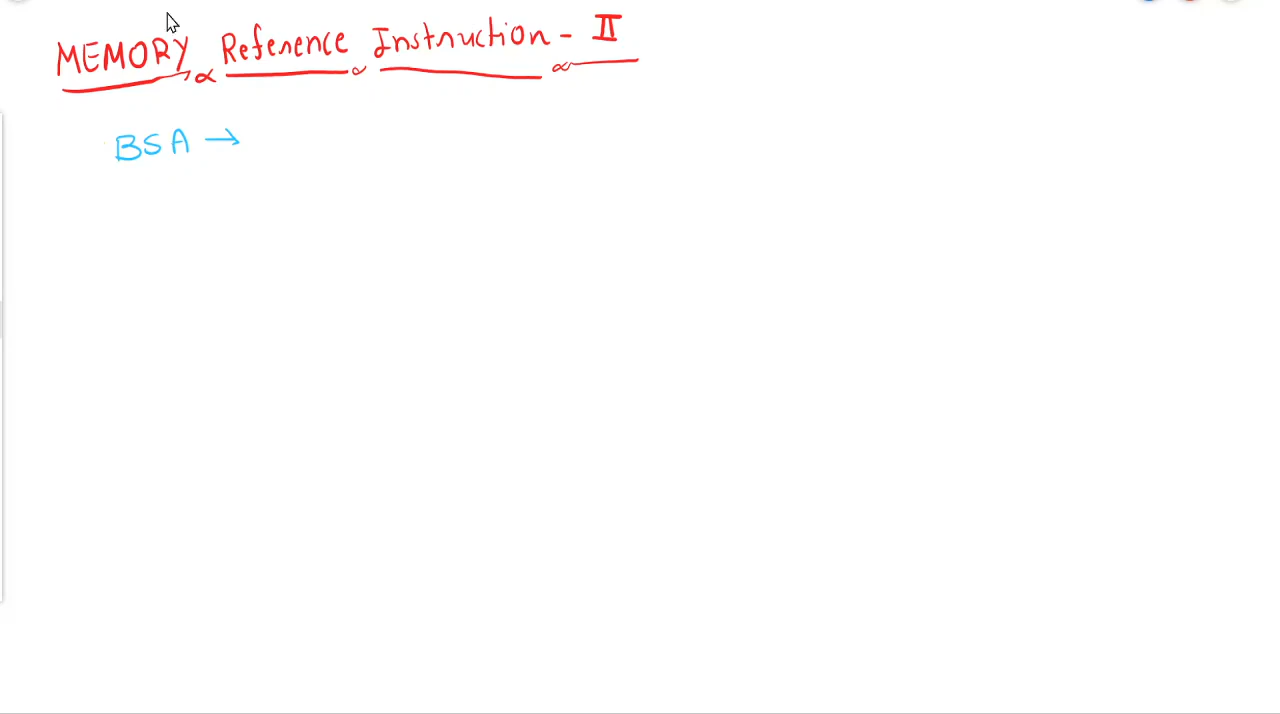 MEMORY Reference Instruction - II
BSA →